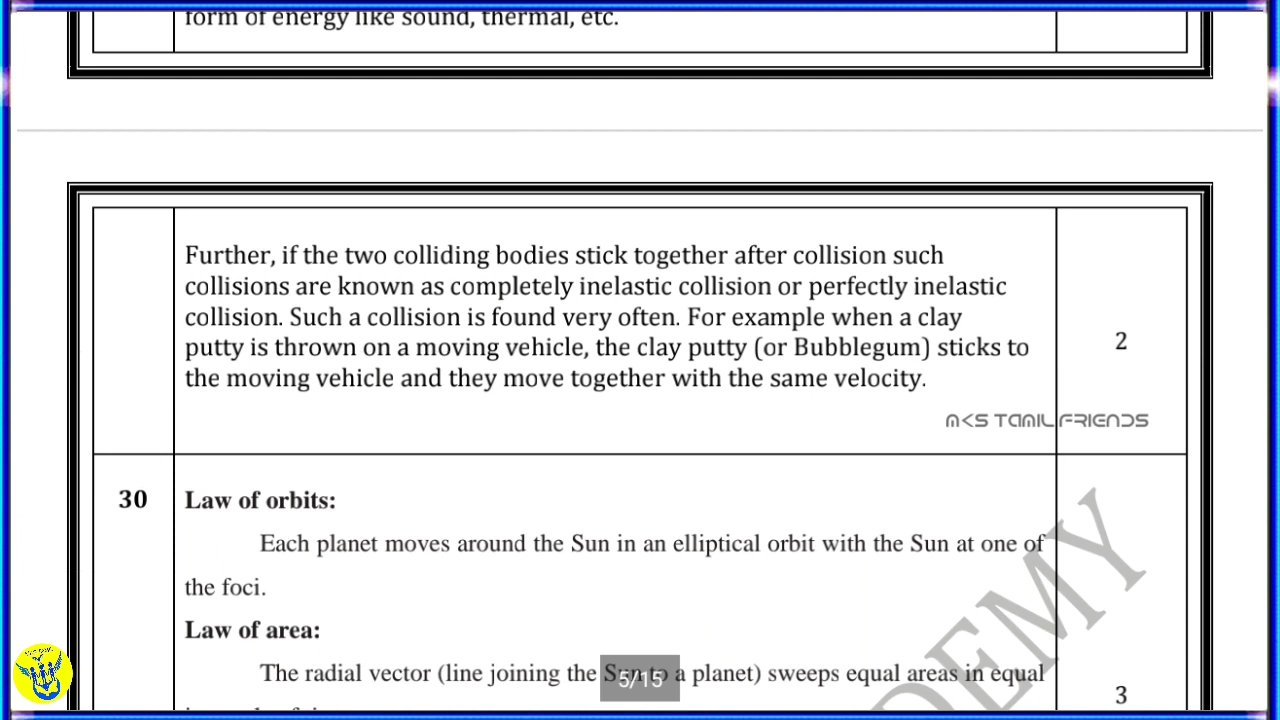 form of energy like sound, thermal, etc.
Further, if the two colliding bodies stick together after collision such
collisions are known as completely inelastic collision or perfectly inelastic
collision. Such a collision is found very often. For example when a clay
putty is thrown on a moving vehicle, the clay putty (or Bubblegum) sticks to
the moving vehicle and they move together with the same velocity.
2
MKS TAMIL FRIENDS
30
Law of orbits:
Each planet moves around the Sun in an elliptical orbit with the Sun at one of
the foci.
Law of area:
The radial vector (line joining the Sun to a planet) sweeps equal areas in equal
5/15
3
DEMY